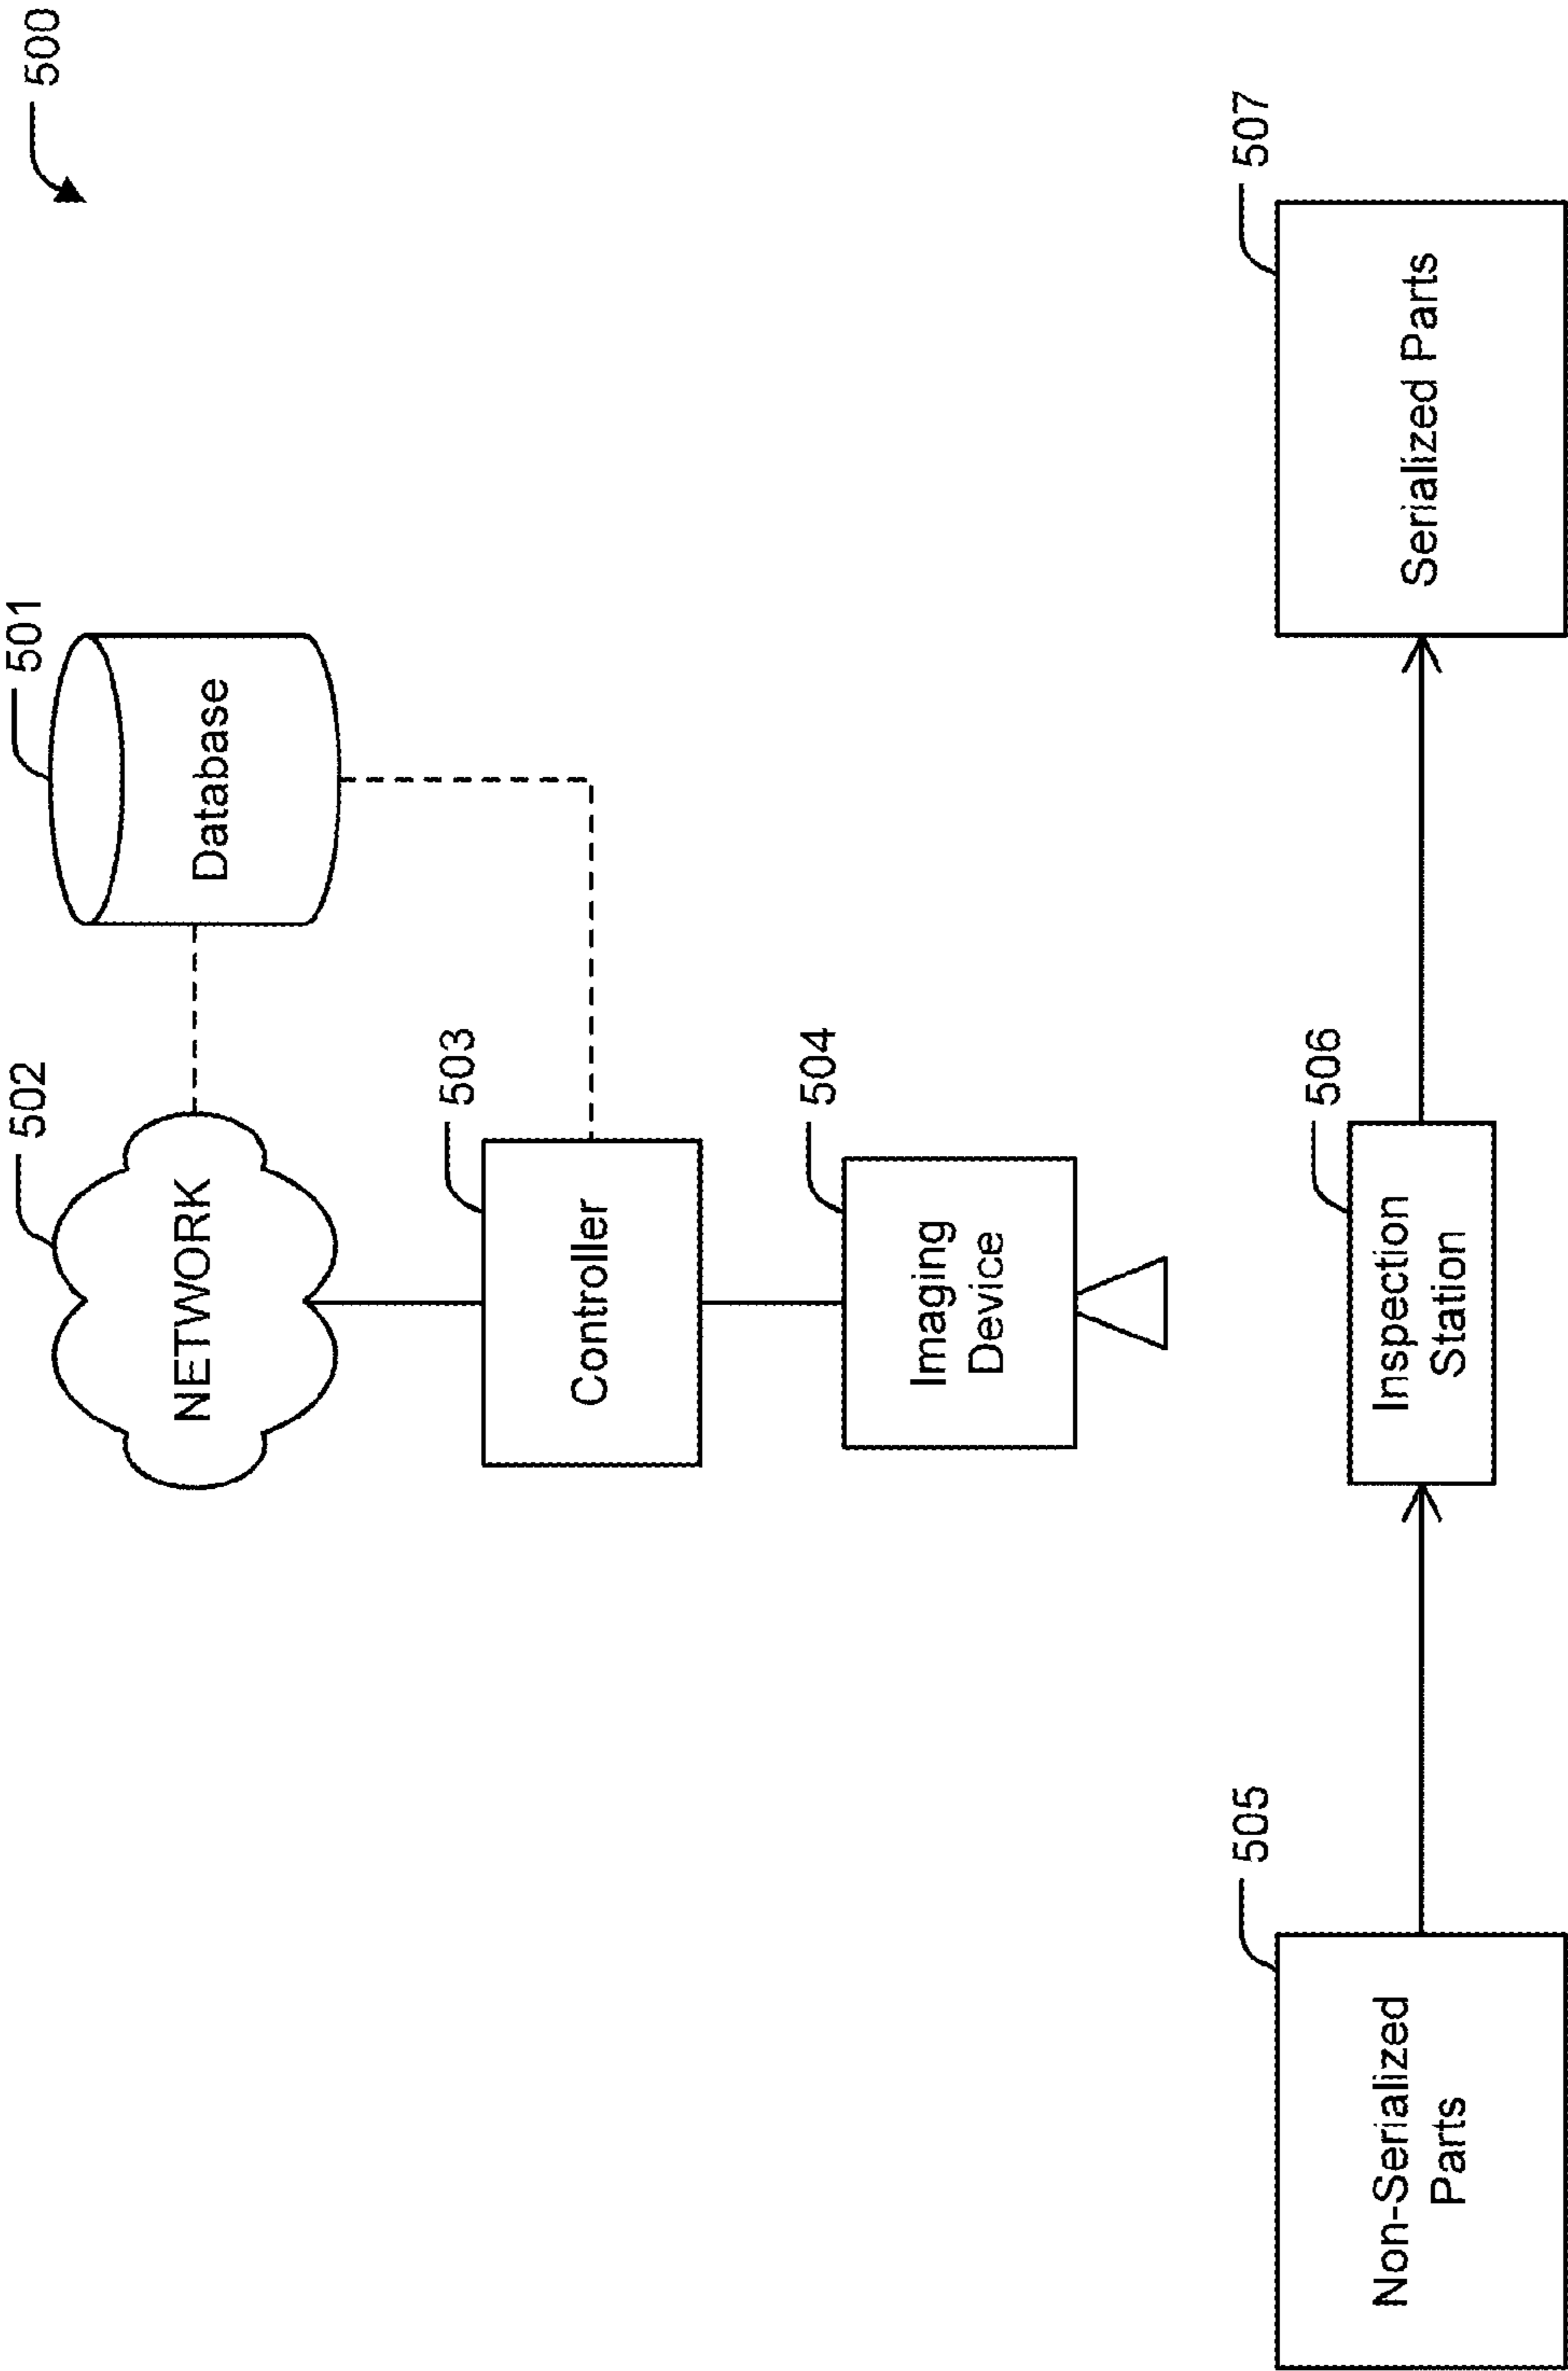 500
501
502
Database
NETWORK
503
Controller
504
Imaging
Device
505
506
507
Non-Serialized
Parts
Inspection
Station
Serialized Parts